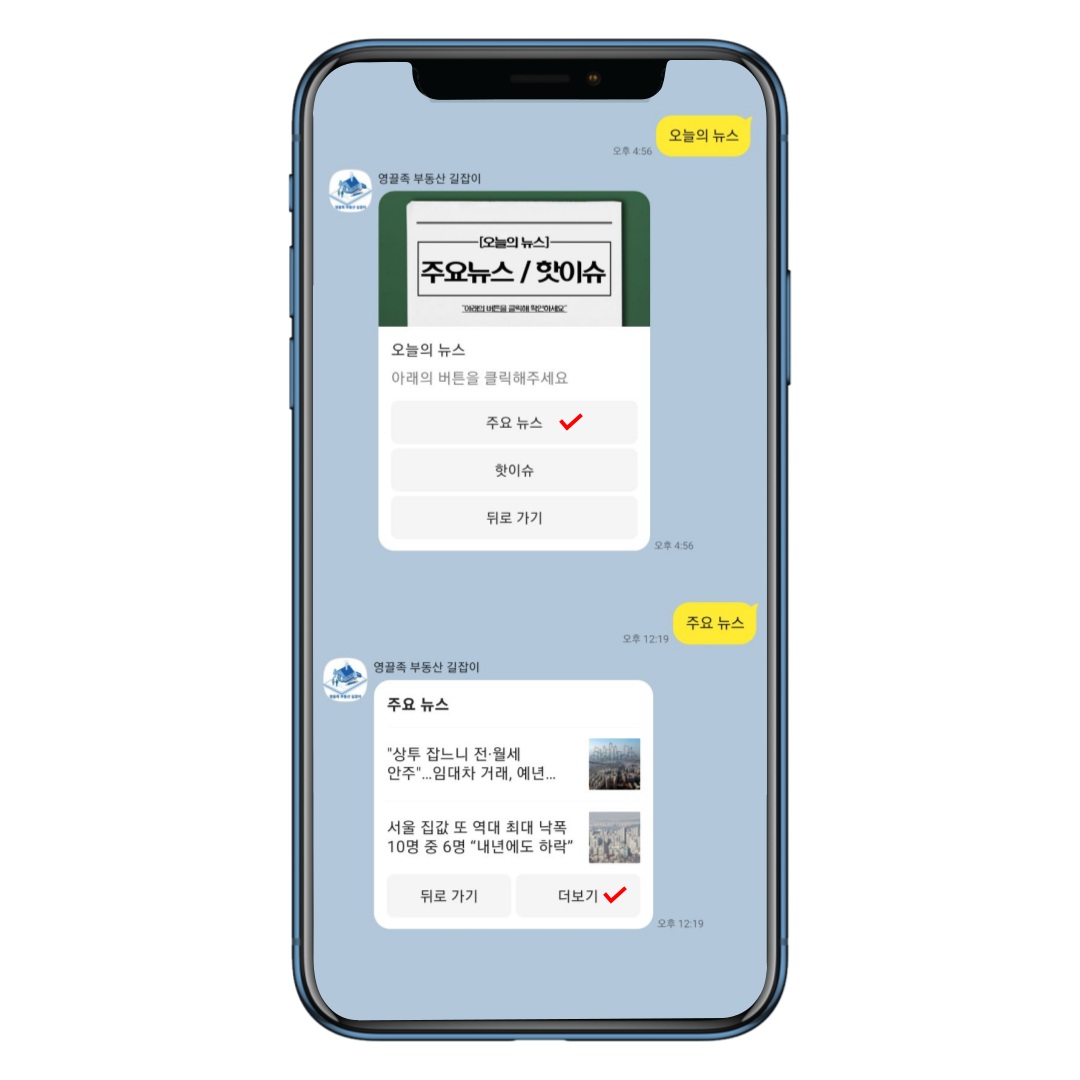 오늘의 뉴스
오후 4:56
영끌족 부동산 길잡이
[오늘의 뉴스]
주요뉴스 / 핫이슈
"아래의 버튼을 클릭해 확인하세요"
오늘의 뉴스
아래의 버튼을 클릭해주세요
주요 뉴스
핫이슈
뒤로 가기
오후 4:56
주요 뉴스
오후 12:19
영끌족 부동산 길잡이
주요 뉴스
"상투 잡느니 전·월세
안주"...임대차 거래, 예년...
서울 집값 또 역대 최대 낙폭
10명 중 6명 “내년에도 하락”
뒤로 가기
더보기
오후 12:19